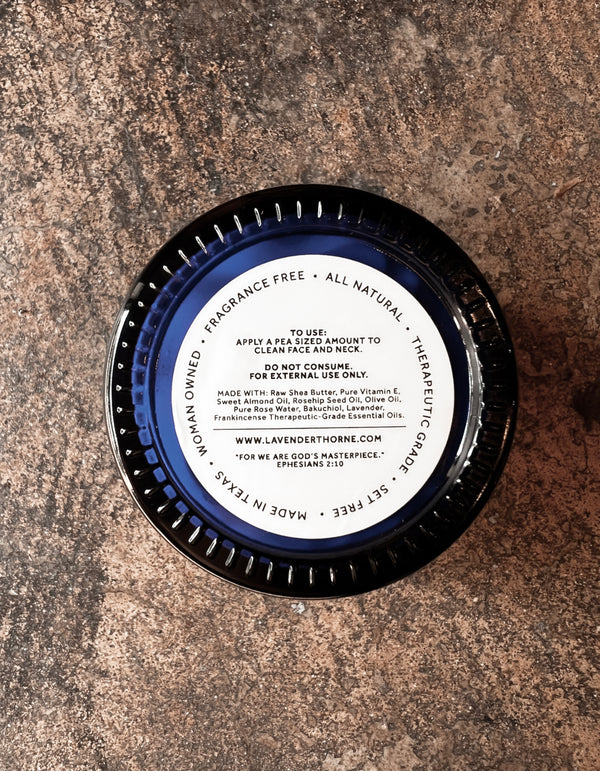 FRAGRANCE FREE • ALL NATURAL • THERAPEUTIC GRADE • SET FREE • MADE IN TEXAS • WOMAN OWNED •
TO USE:
APPLY A PEA SIZED AMOUNT TO
CLEAN FACE AND NECK.
DO NOT CONSUME.
FOR EXTERNAL USE ONLY.
MADE WITH: Raw Shea Butter, Pure Vitamin E,
Sweet Almond Oil, Rosehip Seed Oil, Olive Oil,
Pure Rose Water, Bakuchiol, Lavender,
Frankincense Therapeutic-Grade Essential Oils.
WWW.LAVENDERTHORNE.COM
"FOR WE ARE GOD'S MASTERPIECE."
EPHESIANS 2:10